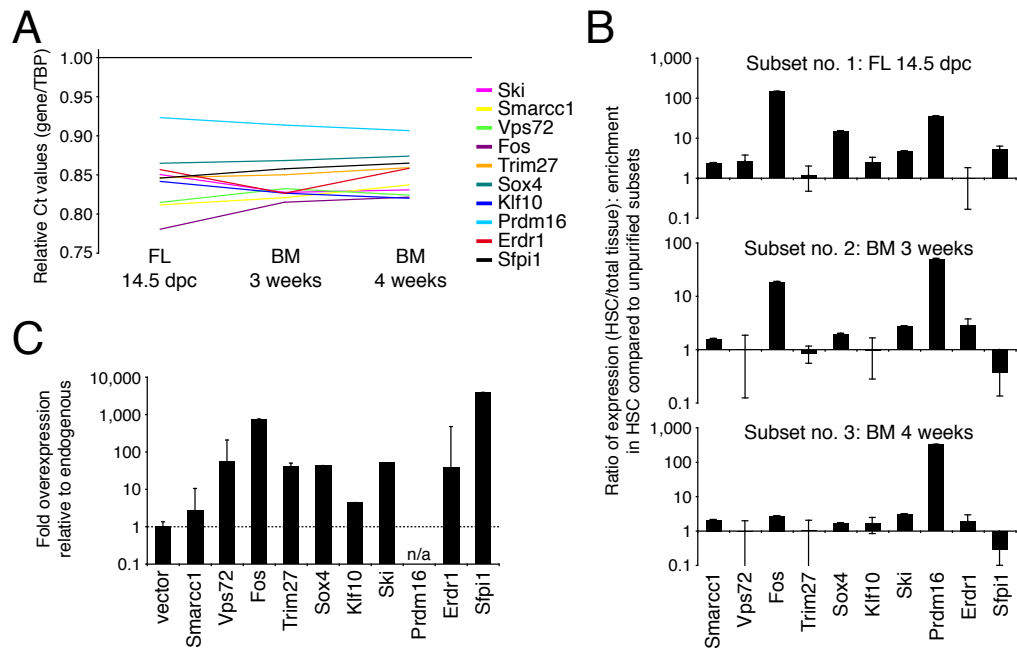 A
Relative Ct values (gene/TBP)
1.00
0.95
0.90
0.85
0.80
0.75
FL
14.5 dpc
BM
3 weeks
BM
4 weeks
Ski
Smarcc1
Vps72
Fos
Trim27
Sox4
Klf10
Prdm16
Erdr1
Sfpi1
B
Ratio of expression (HSC/total tissue): enrichment
in HSC compared to unpurified subsets
Subset no. 1: FL 14.5 dpc
1,000
100
10
1
0.1
Subset no. 2: BM 3 weeks
100
10
1
0.1
Subset no. 3: BM 4 weeks
1,000
100
10
1
0.1
Smarcc1
Vps72
Fos
Trim27
Sox4
Klf10
Ski
Prdm16
Erdr1
Sfpi1
C
Fold overexpression
relative to endogenous
10,000
1,000
100
10
1
0.1
n/a
vector
Smarcc1
Vps72
Fos
Trim27
Sox4
Klf10
Ski
Prdm16
Erdr1
Sfpi1